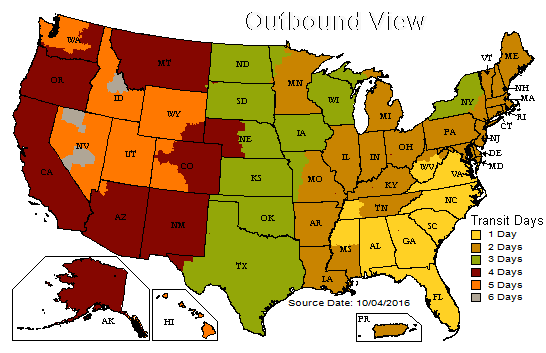 Outbound View
WA
MT
ND
MN
VT
ME
OR
ID
SD
WI
MI
NY
NH
MA
RI
CT
WY
NE
IA
PA
NJ
NV
UT
CO
IL
IN
OH
DE
MD
CA
KS
MO
KY
WV
VA
AZ
NM
OK
AR
TN
NC
TX
LA
MS
AL
GA
SC
FL
AK
HI
PR
Transit Days
1 Day
2 Days
3 Days
4 Days
5 Days
6 Days
Source Date: 10/04/2016